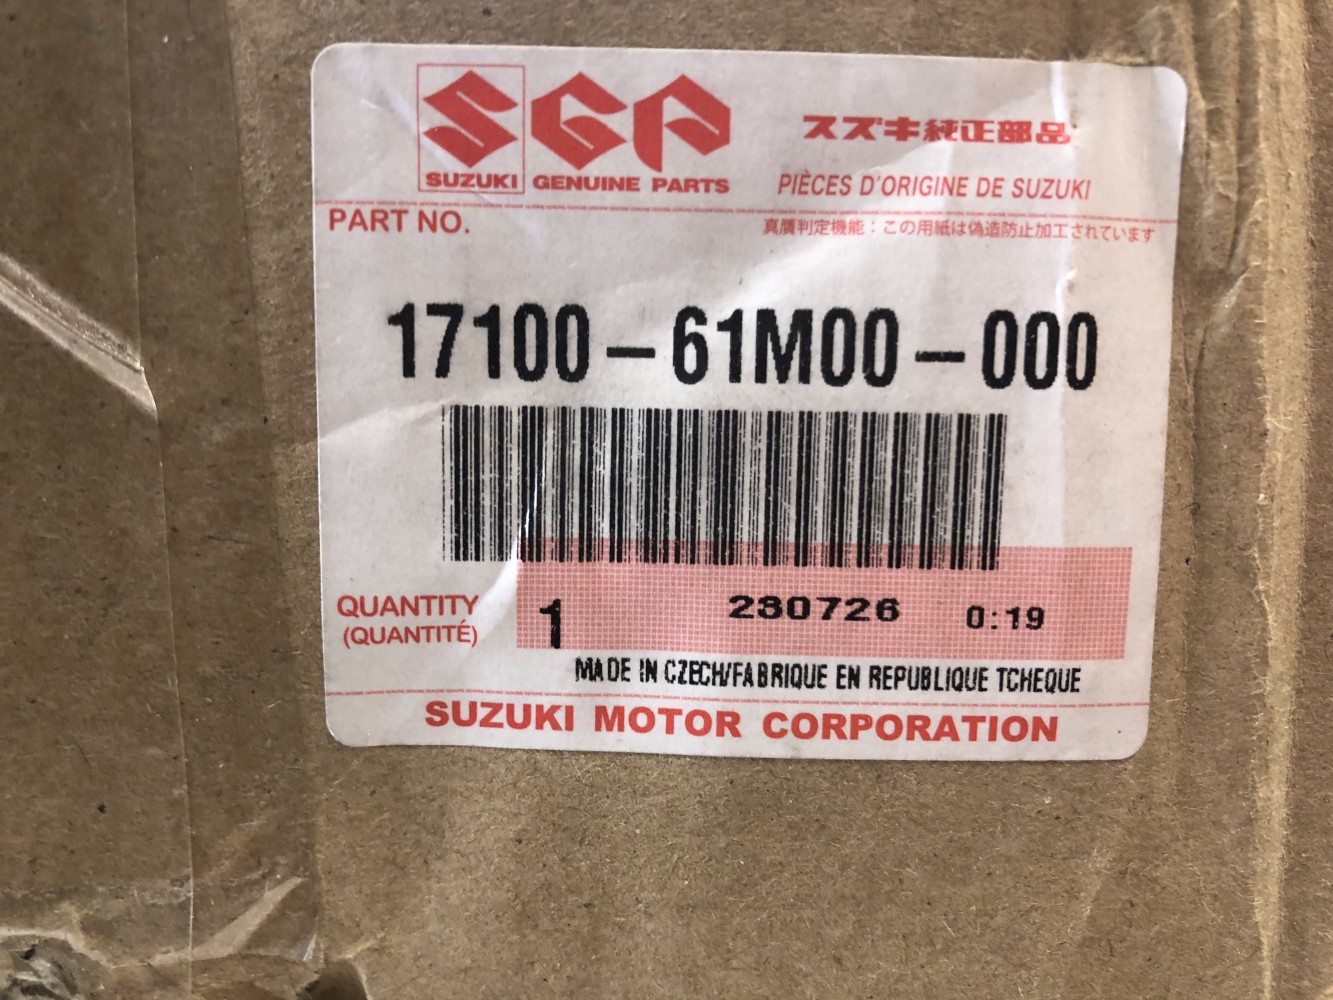 SUZUKI GENUINE PARTS
スズキ純正部品
PIÈCES D'ORIGINE DE SUZUKI
PART NO.
真贋判定機能：この用紙は偽造防止加工されています
17100-61M00-000
QUANTITY
(QUANTITÉ)
1 230726 0:19
MADE IN CZECH/FABRIQUE EN REPUBLIQUE TCHEQUE
SUZUKI MOTOR CORPORATION